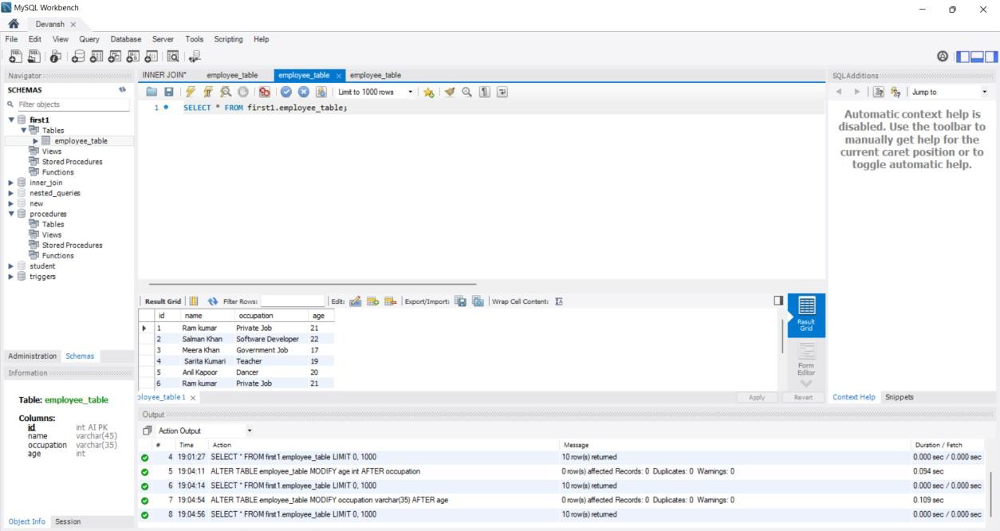 MySQL Workbench
Devansh
File Edit View Query Database Server Tools Scripting Help
Navigator
SCHEMAS
Filter objects
first1
Tables
employee_table
Views
Stored Procedures
Functions
inner_join
nested_queries
new
procedures
Tables
Views
Stored Procedures
Functions
student
triggers
Administration Schemas
Information
Table: employee_table
Columns:
id int AI PK
name varchar(45)
occupation varchar(35)
age int
Object Info Session
INNER JOIN* employee_table employee_table employee_table
Limit to 1000 rows
1 SELECT * FROM first1.employee_table;
Result Grid Filter Rows: Edit: Export/Import: Wrap Cell Content:
id name occupation age
1 Ram kumar Private Job 21
2 Salman Khan Software Developer 22
3 Meera Khan Government Job 17
4 Sarita Kumari Teacher 19
5 Anil Kapoor Dancer 20
6 Ram kumar Private Job 21
Result
Grid
Form
Editor
ployee_table 1 Apply Revert
Output
Action Output
# Time Action Message Duration / Fetch
4 19:01:27 SELECT * FROM first1.employee_table LIMIT 0, 1000 10 row(s) returned 0.000 sec / 0.000 sec
5 19:04:11 ALTER TABLE employee_table MODIFY age int AFTER occupation 0 row(s) affected Records: 0 Duplicates: 0 Warnings: 0 0.094 sec
6 19:04:14 SELECT * FROM first1.employee_table LIMIT 0, 1000 10 row(s) returned 0.000 sec / 0.000 sec
7 19:04:54 ALTER TABLE employee_table MODIFY occupation varchar(35) AFTER age 0 row(s) affected Records: 0 Duplicates: 0 Warnings: 0 0.109 sec
8 19:04:56 SELECT * FROM first1.employee_table LIMIT 0, 1000 10 row(s) returned 0.000 sec / 0.000 sec
SQLAdditions
Jump to
Automatic context help is
disabled. Use the toolbar to
manually get help for the
current caret position or to
toggle automatic help.
Context Help Snippets